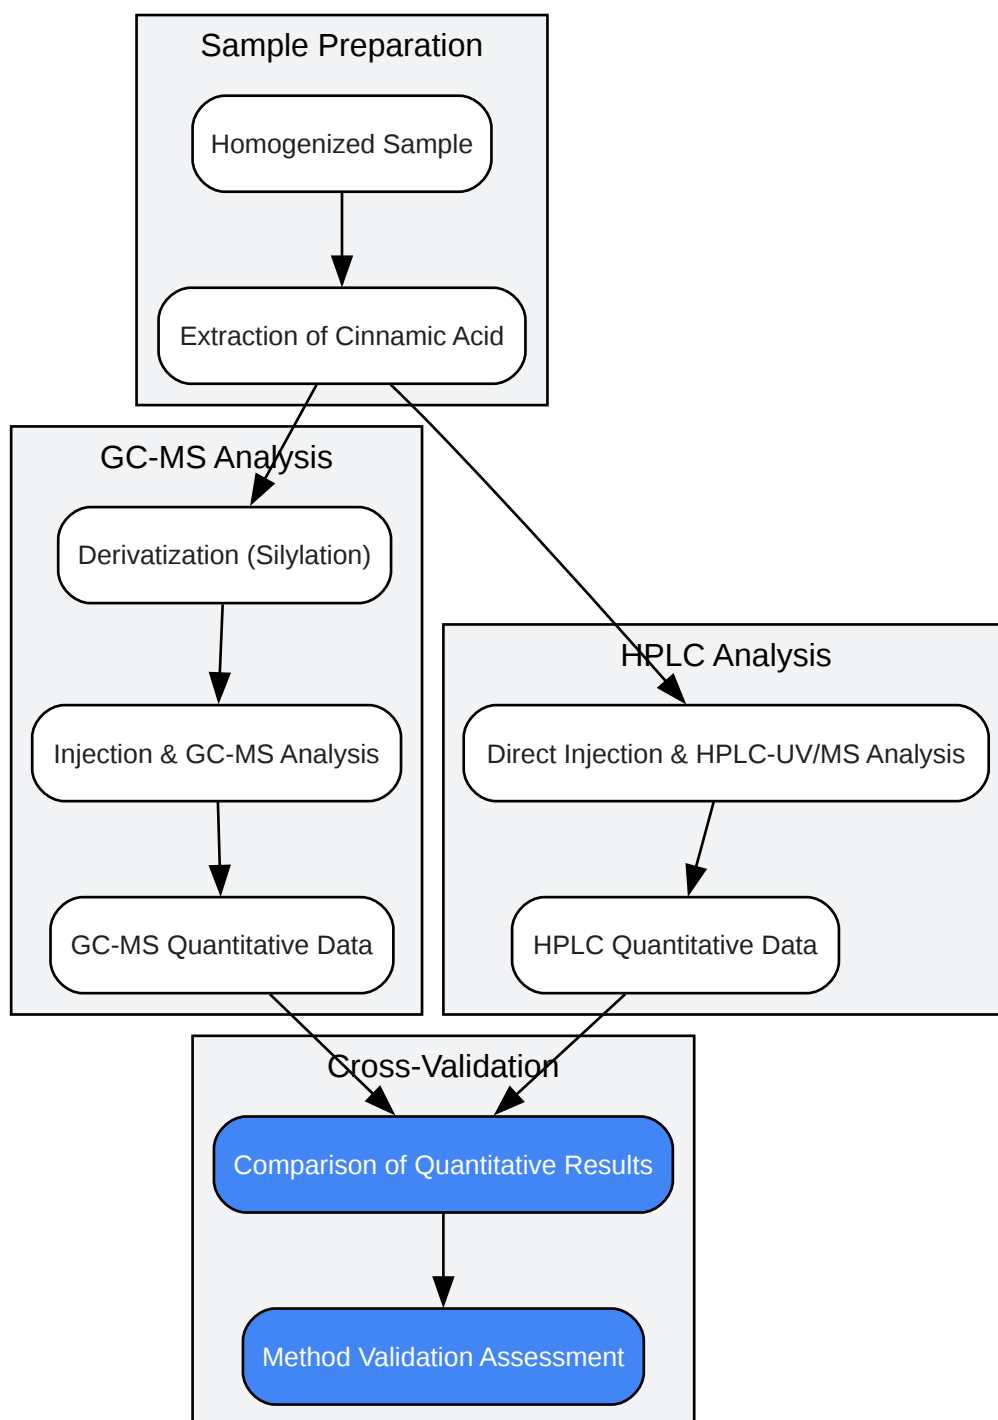 Sample Preparation
Homogenized Sample
Extraction of Cinnamic Acid
GC-MS Analysis
Derivatization (Silylation)
Injection & GC-MS Analysis
GC-MS Quantitative Data
HPLC Analysis
Direct Injection & HPLC-UV/MS Analysis
HPLC Quantitative Data
Cross-Validation
Comparison of Quantitative Results
Method Validation Assessment